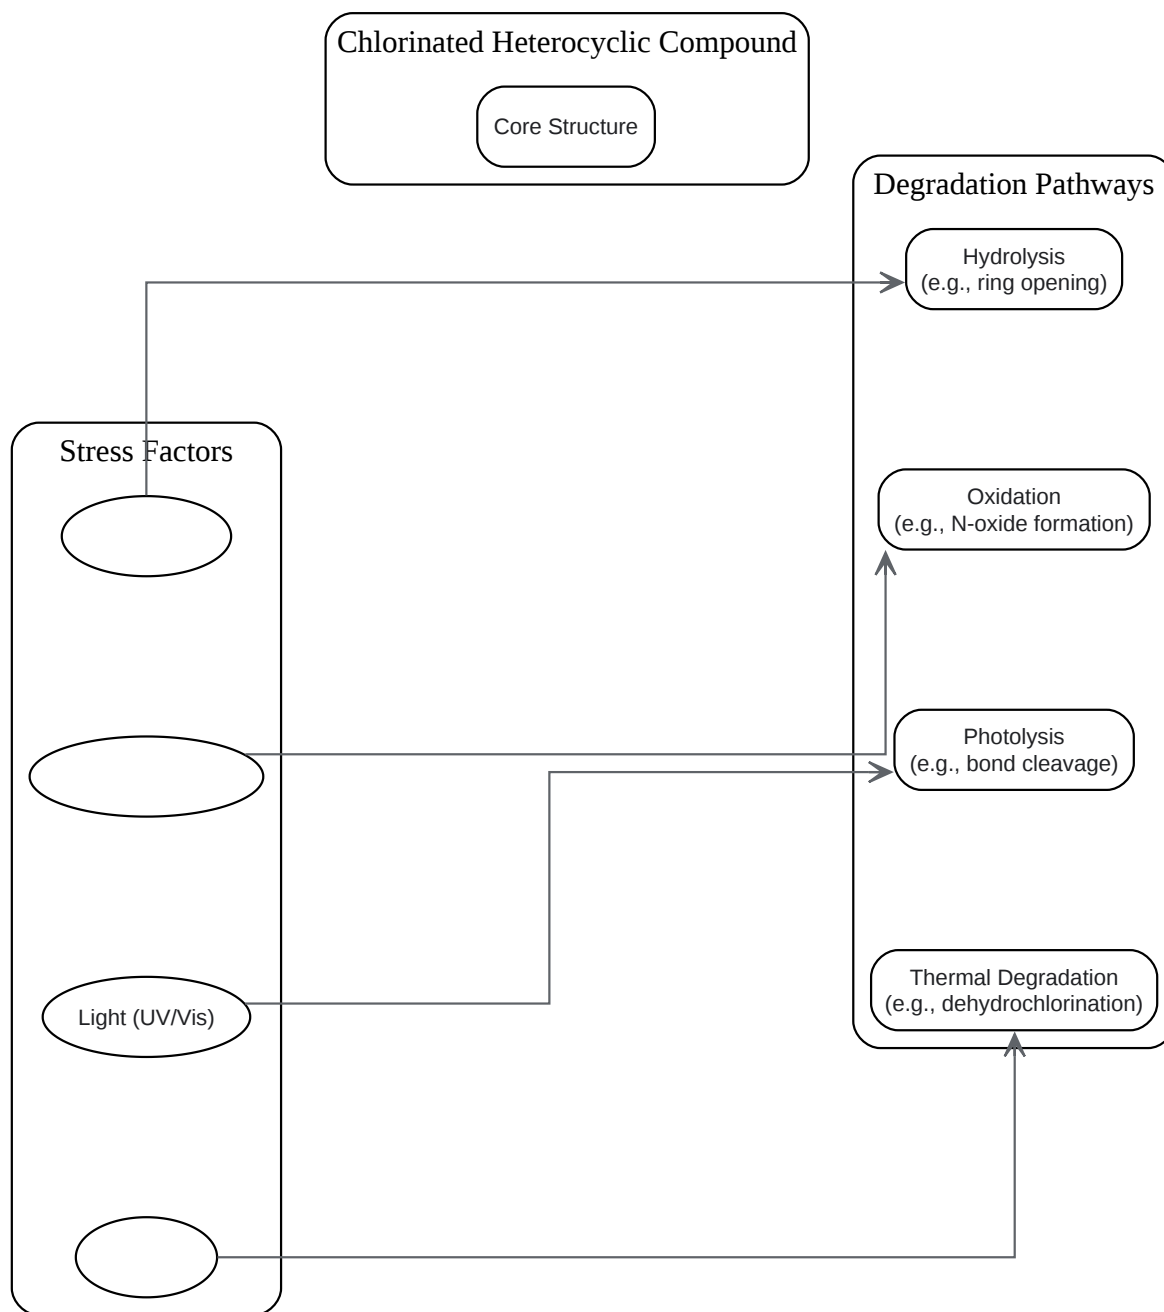 Chlorinated Heterocyclic Compound
Core Structure
Degradation Pathways
Hydrolysis
(e.g., ring opening)
Stress Factors
Oxidation
(e.g., N-oxide formation)
Photolysis
(e.g., bond cleavage)
Light (UV/Vis)
Thermal Degradation
(e.g., dehydrochlorination)